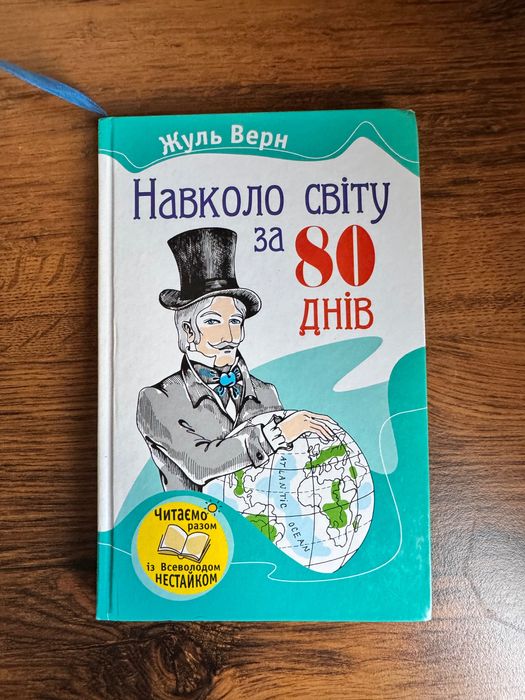 Жуль Верн
Навколо світу
за 80
днів
ATLANTIC
OCEAN
Читаємо
разом
із Всеволодом
НЕСТАЙКОМ